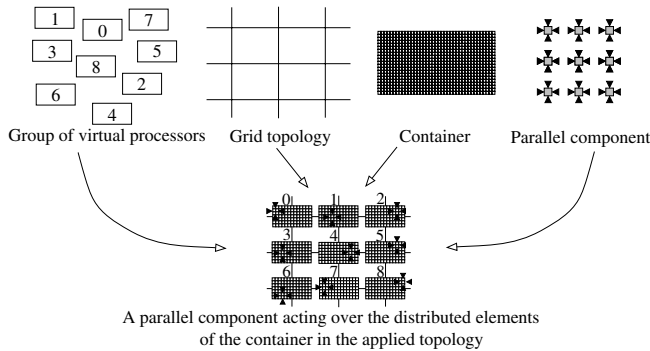 1
0
7
3
8
5
6
2
4
Group of virtual processors
Grid topology
Container
Parallel component
0 1 2
3 4 5
6 7 8
A parallel component acting over the distributed elements
of the container in the applied topology